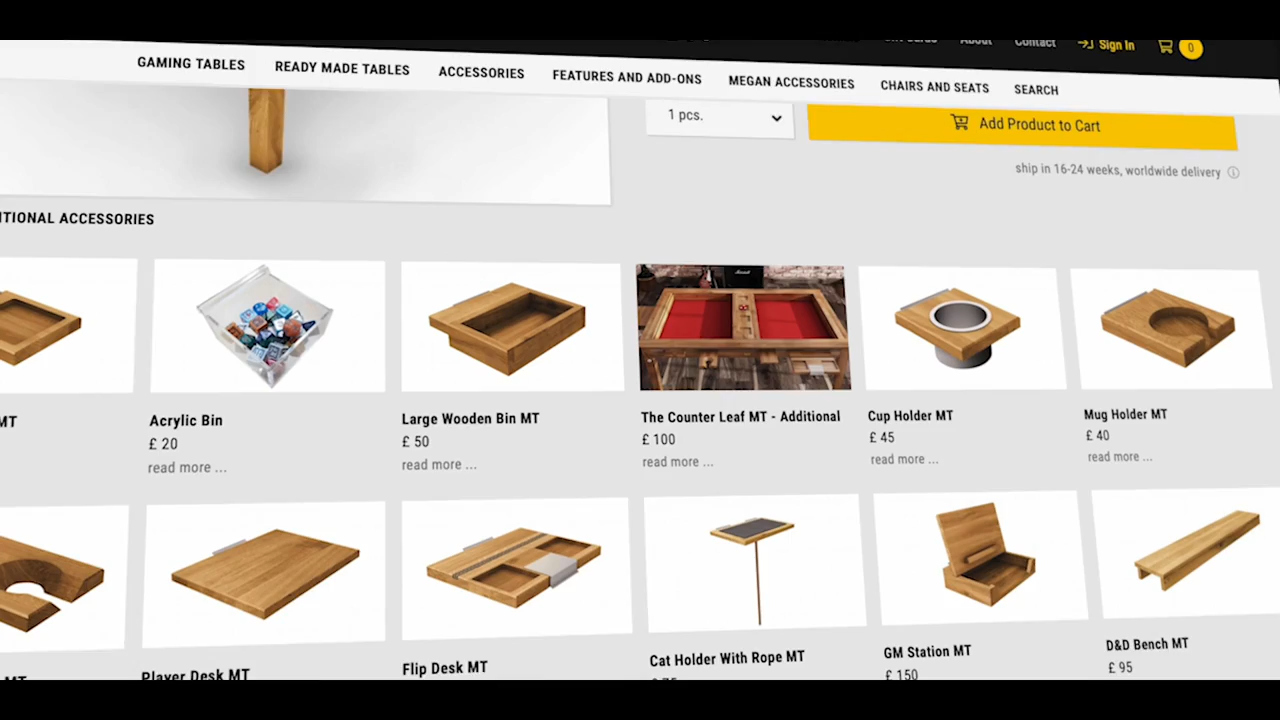 About
Contact
Sign In
0
GAMING TABLES
READY MADE TABLES
ACCESSORIES
FEATURES AND ADD-ONS
MEGAN ACCESSORIES
CHAIRS AND SEATS
SEARCH
1 pcs.
Add Product to Cart
ship in 16-24 weeks, worldwide delivery
ITIONAL ACCESSORIES
MT
Acrylic Bin
£ 20
read more ...
Large Wooden Bin MT
£ 50
read more ...
The Counter Leaf MT - Additional
£ 100
read more ...
Cup Holder MT
£ 45
read more ...
Mug Holder MT
£ 40
read more ...
MT
Player Desk MT
Flip Desk MT
Cat Holder With Rope MT
GM Station MT
£ 150
D&D Bench MT
£ 95